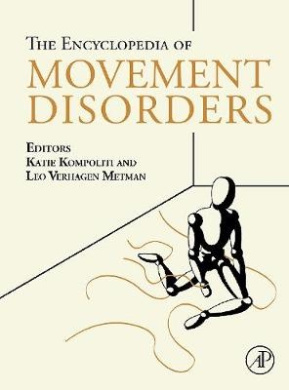 THE ENCYCLOPEDIA OF
MOVEMENT
DISORDERS
EDITORS
KATIE KOMPOLITI AND
LEO VERHAGEN METMAN
AP